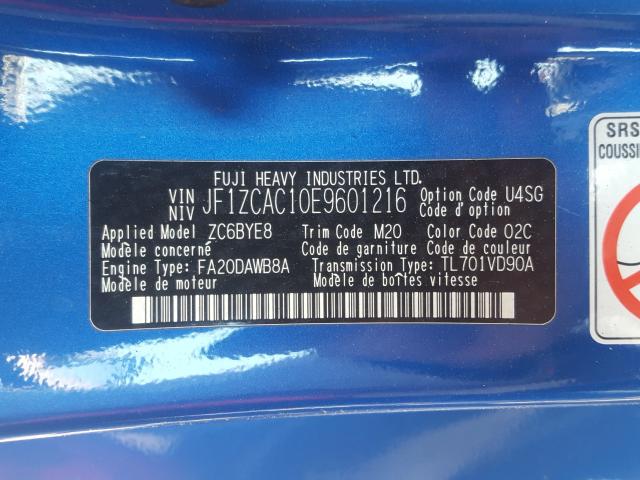 FUJI HEAVY INDUSTRIES LTD.
VIN
NIV
JF1ZCAC10E9601216
Option Code U4SG
Code d'option
Applied Model ZC6BYE8 Trim Code M20 Color Code 02C
Modèle concerné Code de garniture Code couleur
Engine Type: FA20DAWB8A Transmission Type: TL701VD90A
Modèle de moteur Modèle de boîtes vitesse
SRS
COUSSI